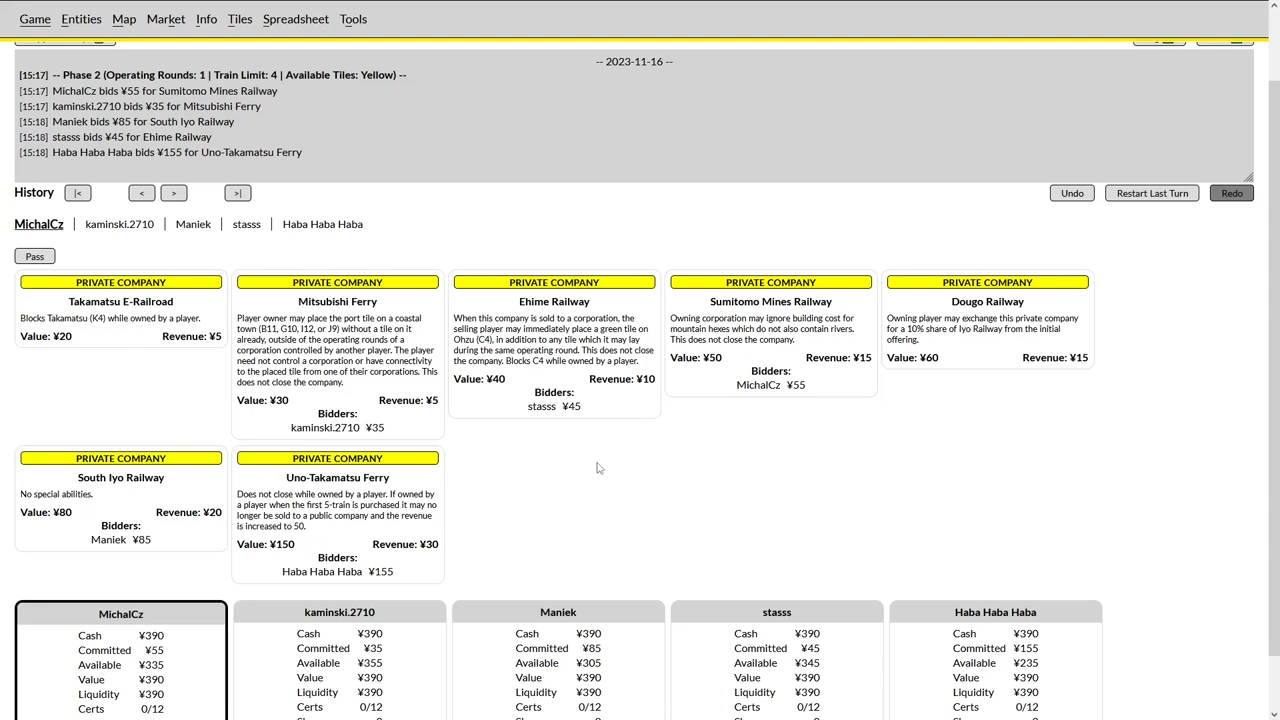 Game Entities Map Market Info Tiles Spreadsheet Tools
-- 2023-11-16 --
[15:17] -- Phase 2 (Operating Rounds: 1 | Train Limit: 4 | Available Tiles: Yellow) --
[15:17] MichalCz bids ¥55 for Sumitomo Mines Railway
[15:17] kaminski.2710 bids ¥35 for Mitsubishi Ferry
[15:18] Maniek bids ¥85 for South Iyo Railway
[15:18] stasss bids ¥45 for Ehime Railway
[15:18] Haba Haba Haba bids ¥155 for Uno-Takamatsu Ferry
History |< < > >| Undo Restart Last Turn Redo
MichalCz kaminski.2710 Maniek stasss Haba Haba Haba
Pass
PRIVATE COMPANY
Takamatsu E-Railroad
Blocks Takamatsu (K4) while owned by a player.
Value: ¥20 Revenue: ¥5
PRIVATE COMPANY
Mitsubishi Ferry
Player owner may place the port tile on a coastal
town (B11, G10, I12, or J9) without a tile on it
already, outside of the operating rounds of a
corporation controlled by another player. The player
need not control a corporation or have connectivity
to the placed tile from one of their corporations. This
does not close the company.
Value: ¥30 Revenue: ¥5
Bidders:
kaminski.2710 ¥35
PRIVATE COMPANY
Ehime Railway
When this company is sold to a corporation, the
selling player may immediately place a green tile on
Ohzu (C4), in addition to any tile which it may lay
during the same operating round. This does not close
the company. Blocks C4 while owned by a player.
Value: ¥40 Revenue: ¥10
Bidders:
stasss ¥45
PRIVATE COMPANY
Sumitomo Mines Railway
Owning corporation may ignore building cost for
mountain hexes which do not also contain rivers.
This does not close the company.
Value: ¥50 Revenue: ¥15
Bidders:
MichalCz ¥55
PRIVATE COMPANY
Dougo Railway
Owning player may exchange this private company
for a 10% share of Iyo Railway from the initial
offering.
Value: ¥60 Revenue: ¥15
PRIVATE COMPANY
South Iyo Railway
No special abilities.
Value: ¥80 Revenue: ¥20
Bidders:
Maniek ¥85
PRIVATE COMPANY
Uno-Takamatsu Ferry
Does not close while owned by a player. If owned by
a player when the first 5-train is purchased it may no
longer be sold to a public company and the revenue
is increased to 50.
Value: ¥150 Revenue: ¥30
Bidders:
Haba Haba Haba ¥155
MichalCz
Cash ¥390
Committed ¥55
Available ¥335
Value ¥390
Liquidity ¥390
Certs 0/12
kaminski.2710
Cash ¥390
Committed ¥35
Available ¥355
Value ¥390
Liquidity ¥390
Certs 0/12
Maniek
Cash ¥390
Committed ¥85
Available ¥305
Value ¥390
Liquidity ¥390
Certs 0/12
stasss
Cash ¥390
Committed ¥45
Available ¥345
Value ¥390
Liquidity ¥390
Certs 0/12
Haba Haba Haba
Cash ¥390
Committed ¥155
Available ¥235
Value ¥390
Liquidity ¥390
Certs 0/12